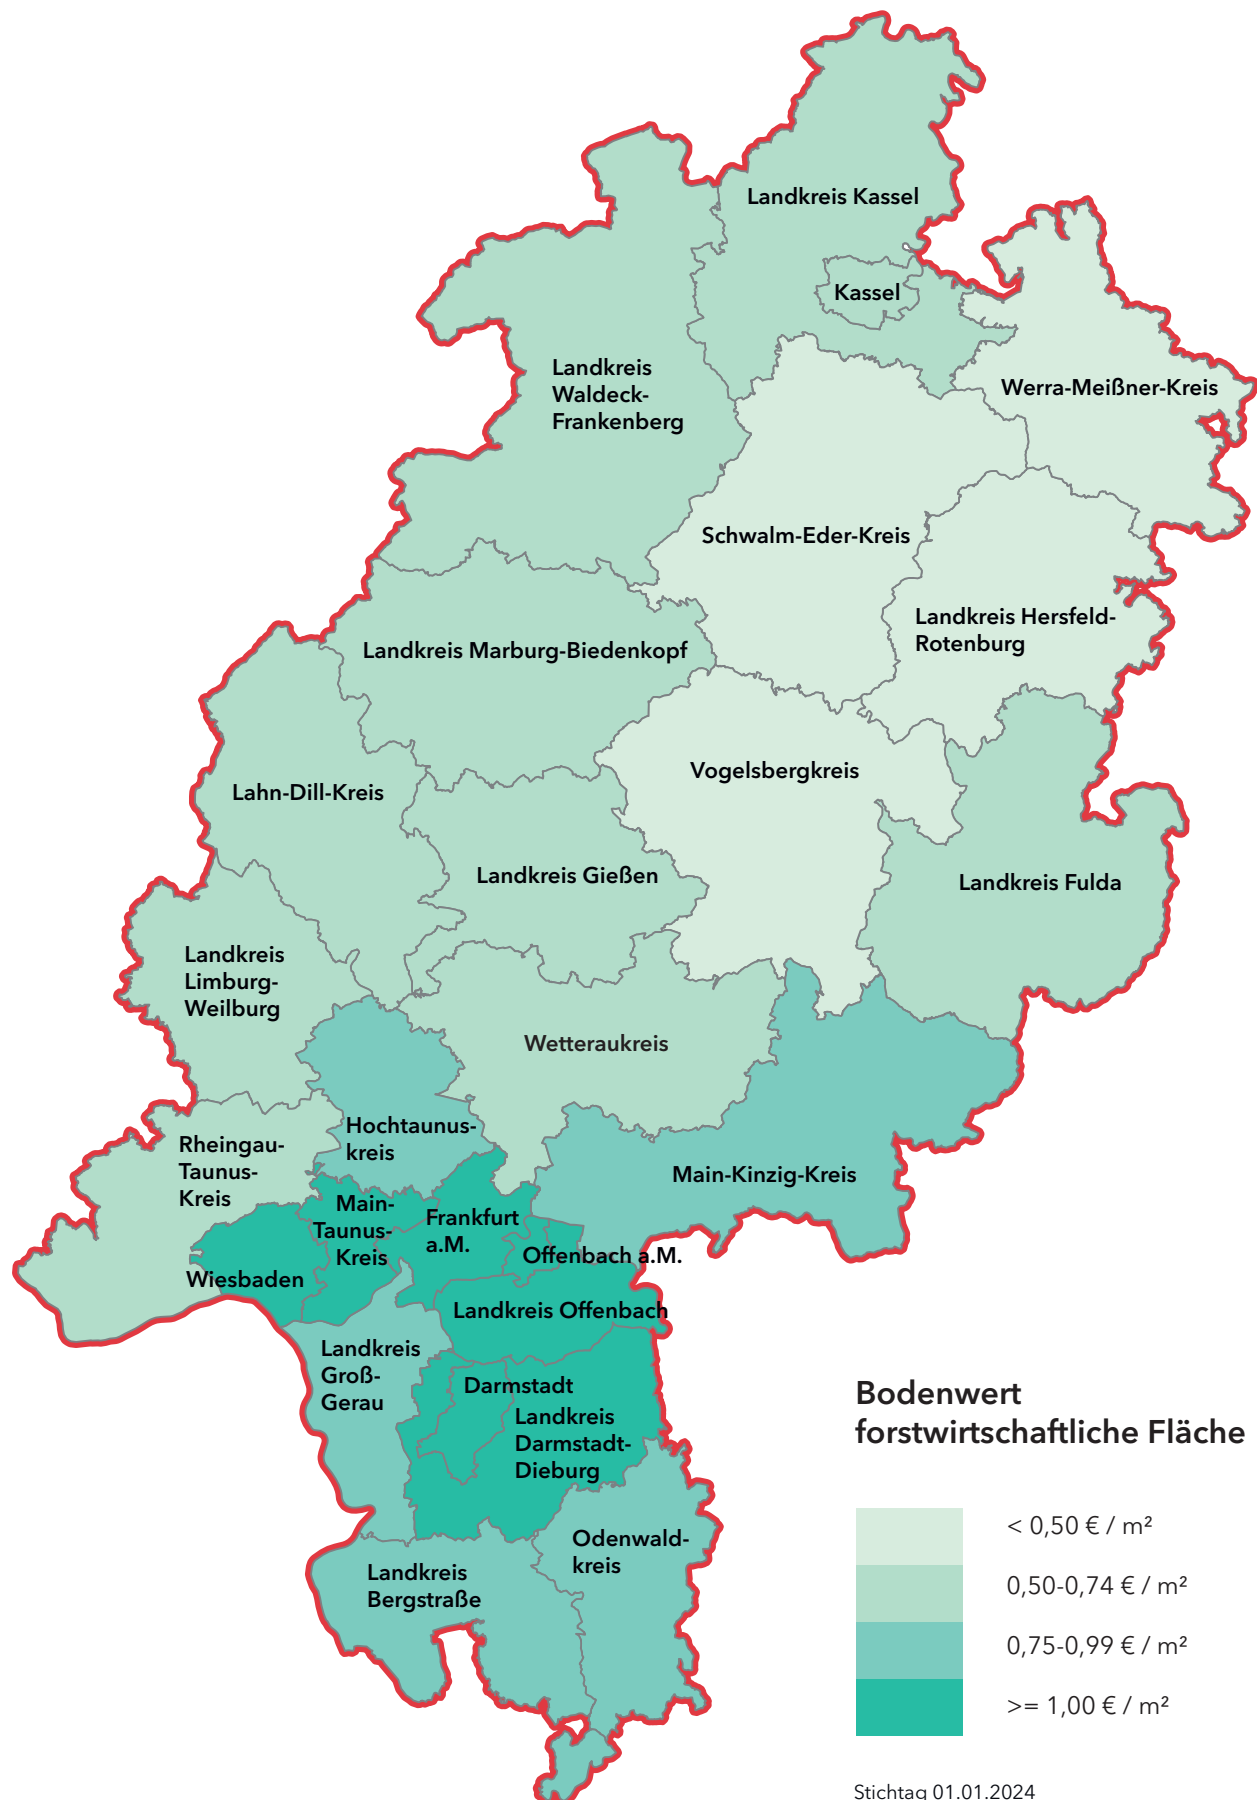 Landkreis Kassel
Kassel
Landkreis
Waldeck-
Frankenberg
Werra-Meißner-Kreis
Schwalm-Eder-Kreis
Landkreis Hersfeld-
Rotenburg
Landkreis Marburg-Biedenkopf
Vogelsbergkreis
Lahn-Dill-Kreis
Landkreis Gießen
Landkreis Fulda
Landkreis
Limburg-
Weilburg
Wetteraukreis
Hochtaunus-
kreis
Rheingau-
Taunus-
Kreis
Main-Kinzig-Kreis
Main-
Taunus-
Kreis
Frankfurt
a.M.
Offenbach a.M.
Wiesbaden
Landkreis Offenbach
Landkreis
Groß-
Gerau
Darmstadt
Landkreis
Darmstadt-
Dieburg
Odenwald-
kreis
Landkreis
Bergstraße
Bodenwert
forstwirtschaftliche Fläche
< 0,50 € / m²
0,50-0,74 € / m²
0,75-0,99 € / m²
>= 1,00 € / m²
Stichtag 01.01.2024